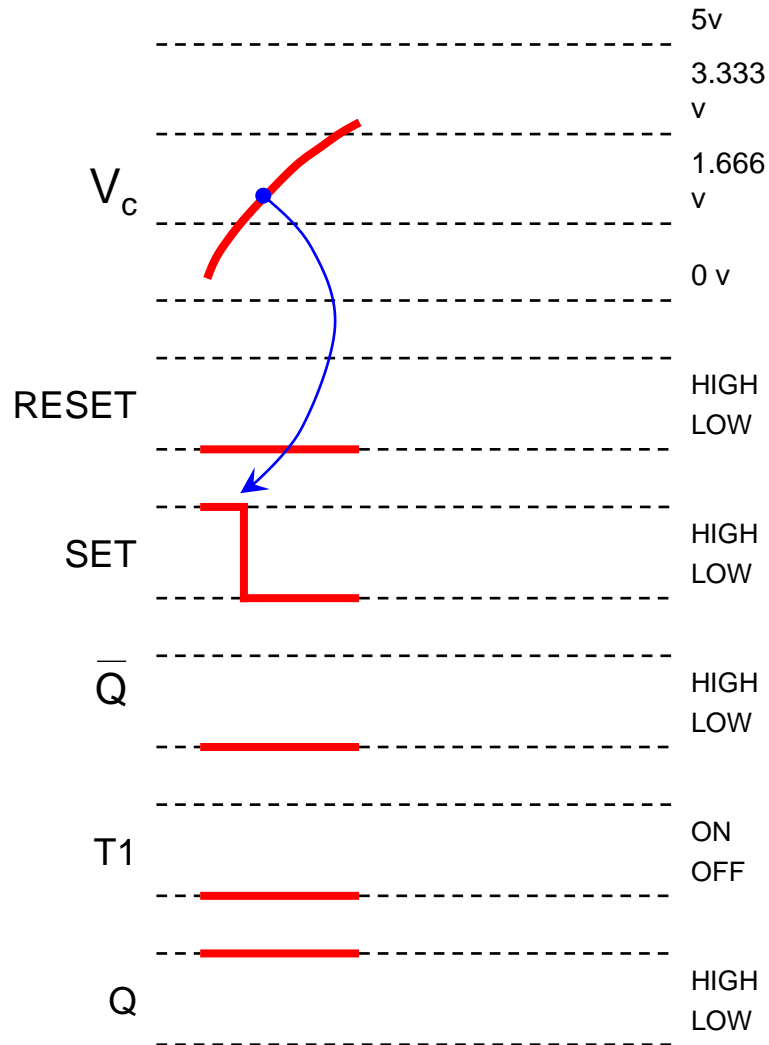 5v
3.333
v
1.666
v
V c
0 v
RESET
HIGH
LOW
SET
HIGH
LOW
Q̅
HIGH
LOW
T1
ON
OFF
Q
HIGH
LOW